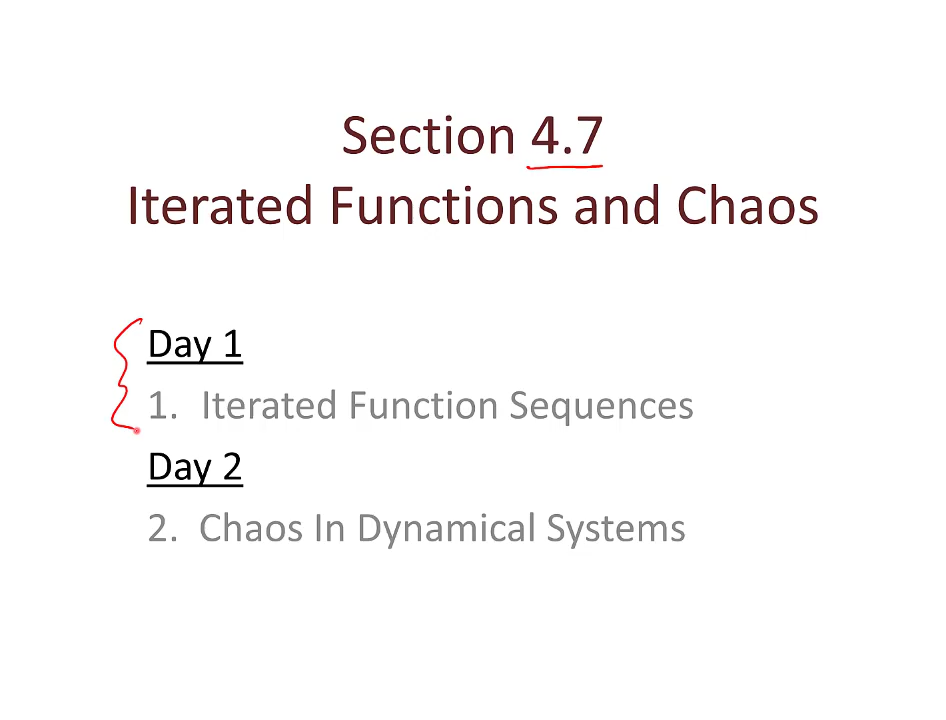 Section 4.7
Iterated Functions and Chaos
Day 1
1. Iterated Function Sequences
Day 2
2. Chaos In Dynamical Systems